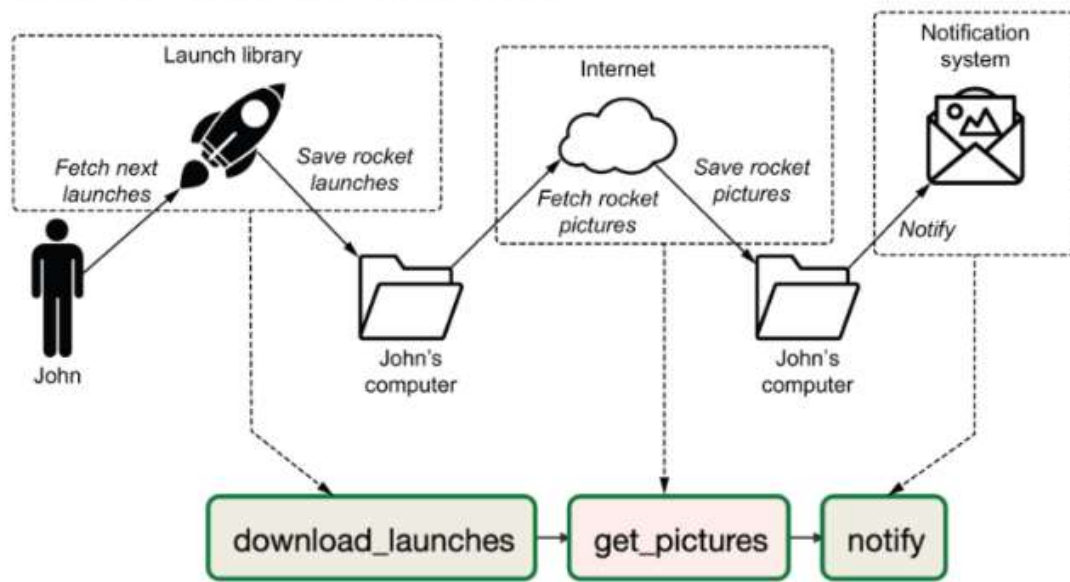 Launch library
Fetch next
launches
Save rocket
launches
John
John's
computer
Internet
Fetch rocket
pictures
Save rocket
pictures
John's
computer
Notification
system
Notify
download_launches
get_pictures
notify